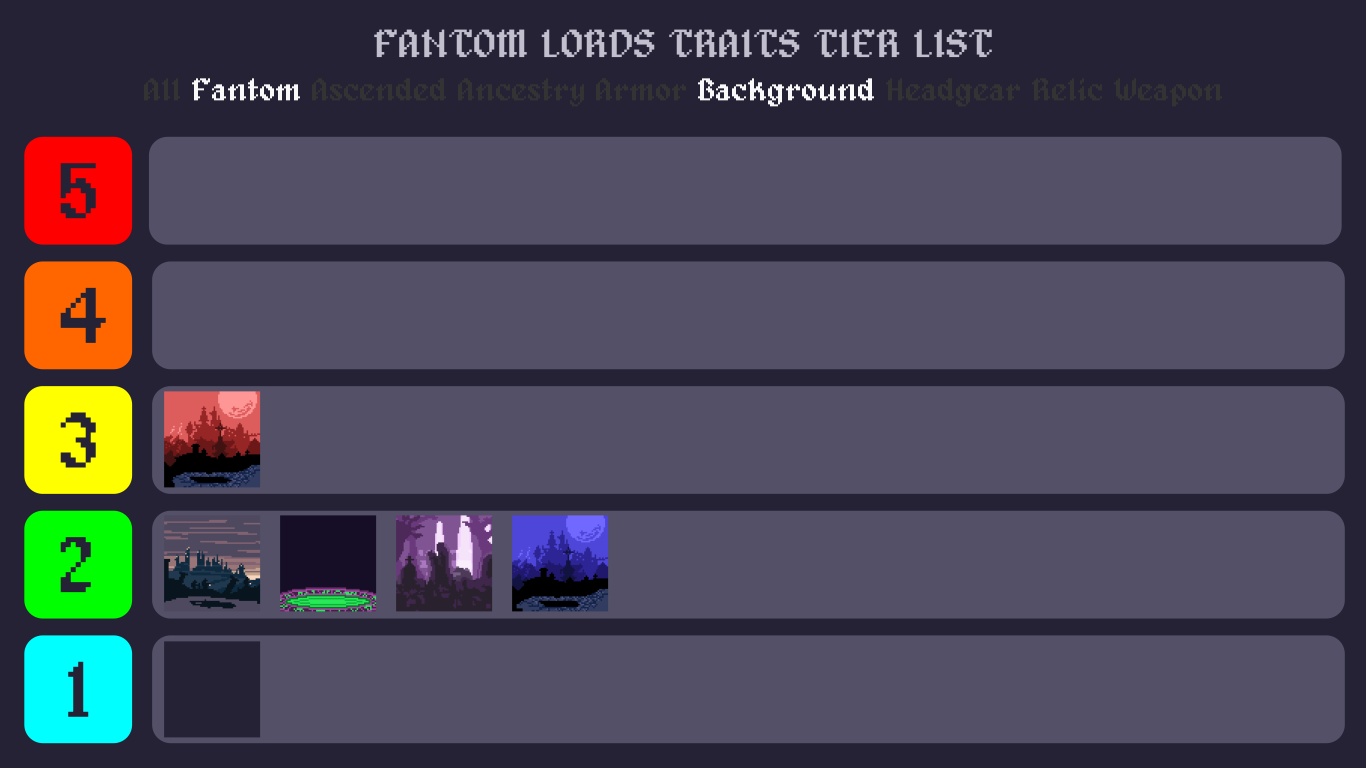 FANTOM LORDS TRAITS TIER LIST
All Fantom Ascended Ancestry Armor Background Headgear Relic Weapon
5
4
3
2
1